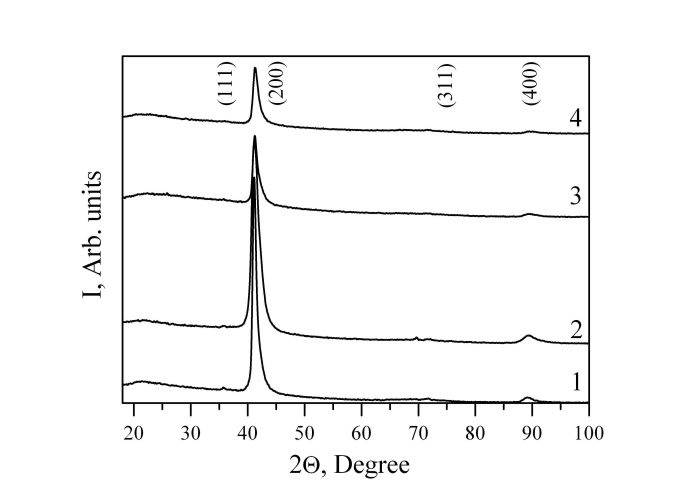 (111) (200) (311) (400)
4
3
2
1
I, Arb. units
20 30 40 50 60 70 80 90 100
2Θ, Degree